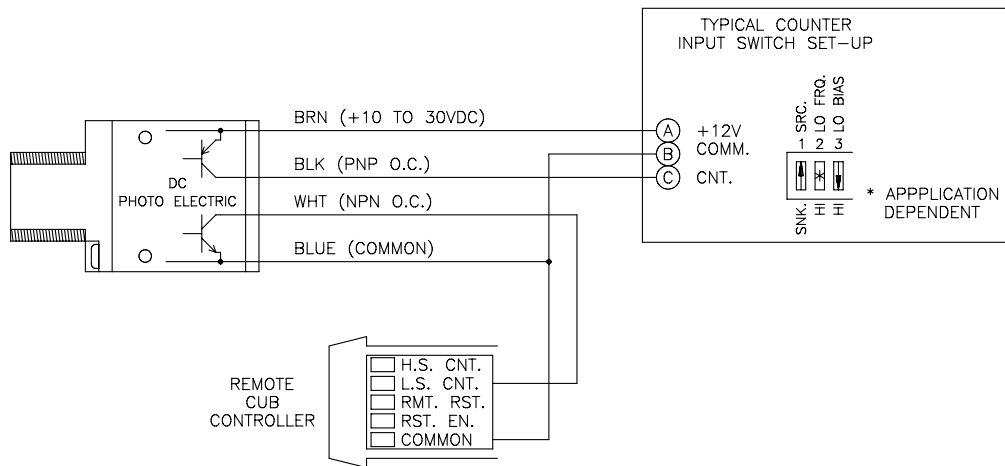 TYPICAL COUNTER
INPUT SWITCH SET-UP
BRN (+10 TO 30VDC)
BLK (PNP O.C.)
WHT (NPN O.C.)
BLUE (COMMON)
DC
PHOTO ELECTRIC
A +12V
B COMM.
C CNT.
1 SRC.
2 LO FRQ.
3 LO BIAS
SNK.
HI
HI
*
* APPPLICATION
DEPENDENT
REMOTE
CUB
CONTROLLER
H.S. CNT.
L.S. CNT.
RMT. RST.
RST. EN.
COMMON